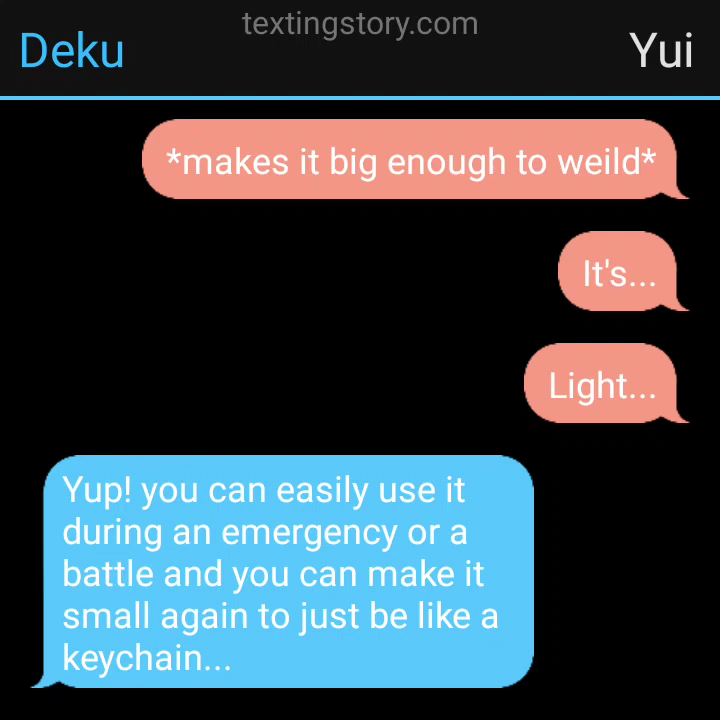 textingstory.com
Deku
Yui
*makes it big enough to weild*
It's...
Light...
Yup! you can easily use it
during an emergency or a
battle and you can make it
small again to just be like a
keychain...